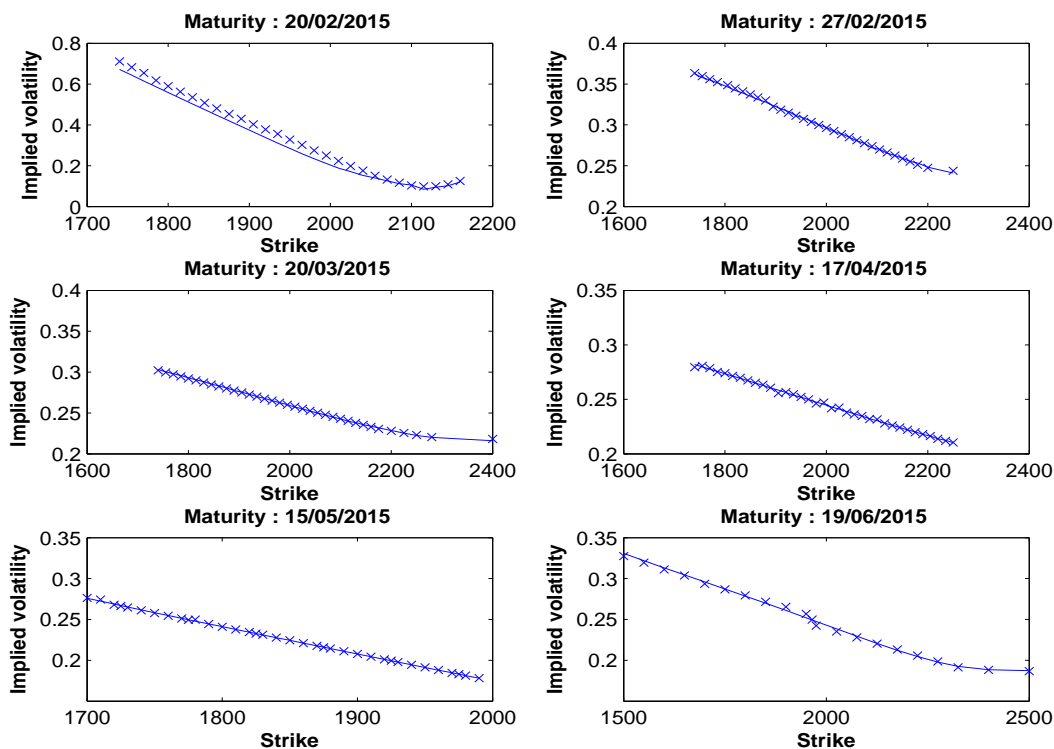 Maturity : 20/02/2015
Implied volatility
0.8
0.6
0.4
0.2
0
1700 1800 1900 2000 2100 2200
Strike
Maturity : 27/02/2015
Implied volatility
0.4
0.35
0.3
0.25
0.2
1600 1800 2000 2200 2400
Strike
Maturity : 20/03/2015
Implied volatility
0.4
0.35
0.3
0.25
0.2
1600 1800 2000 2200 2400
Strike
Maturity : 17/04/2015
Implied volatility
0.35
0.3
0.25
0.2
1600 1800 2000 2200 2400
Strike
Maturity : 15/05/2015
Implied volatility
0.35
0.3
0.25
0.2
1700 1800 1900 2000
Strike
Maturity : 19/06/2015
Implied volatility
0.35
0.3
0.25
0.2
1500 2000 2500
Strike